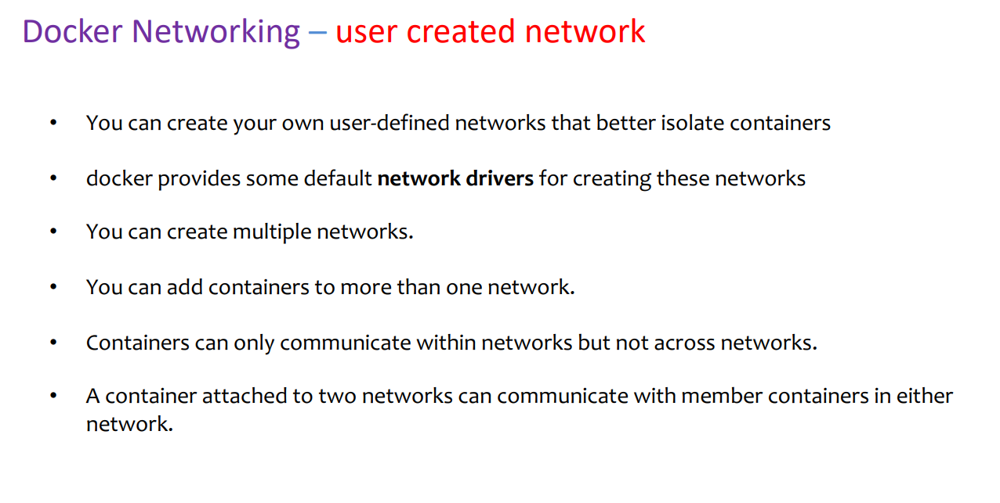 Docker Networking – user created network
• You can create your own user-defined networks that better isolate containers
• docker provides some default network drivers for creating these networks
• You can create multiple networks.
• You can add containers to more than one network.
• Containers can only communicate within networks but not across networks.
• A container attached to two networks can communicate with member containers in either
network.